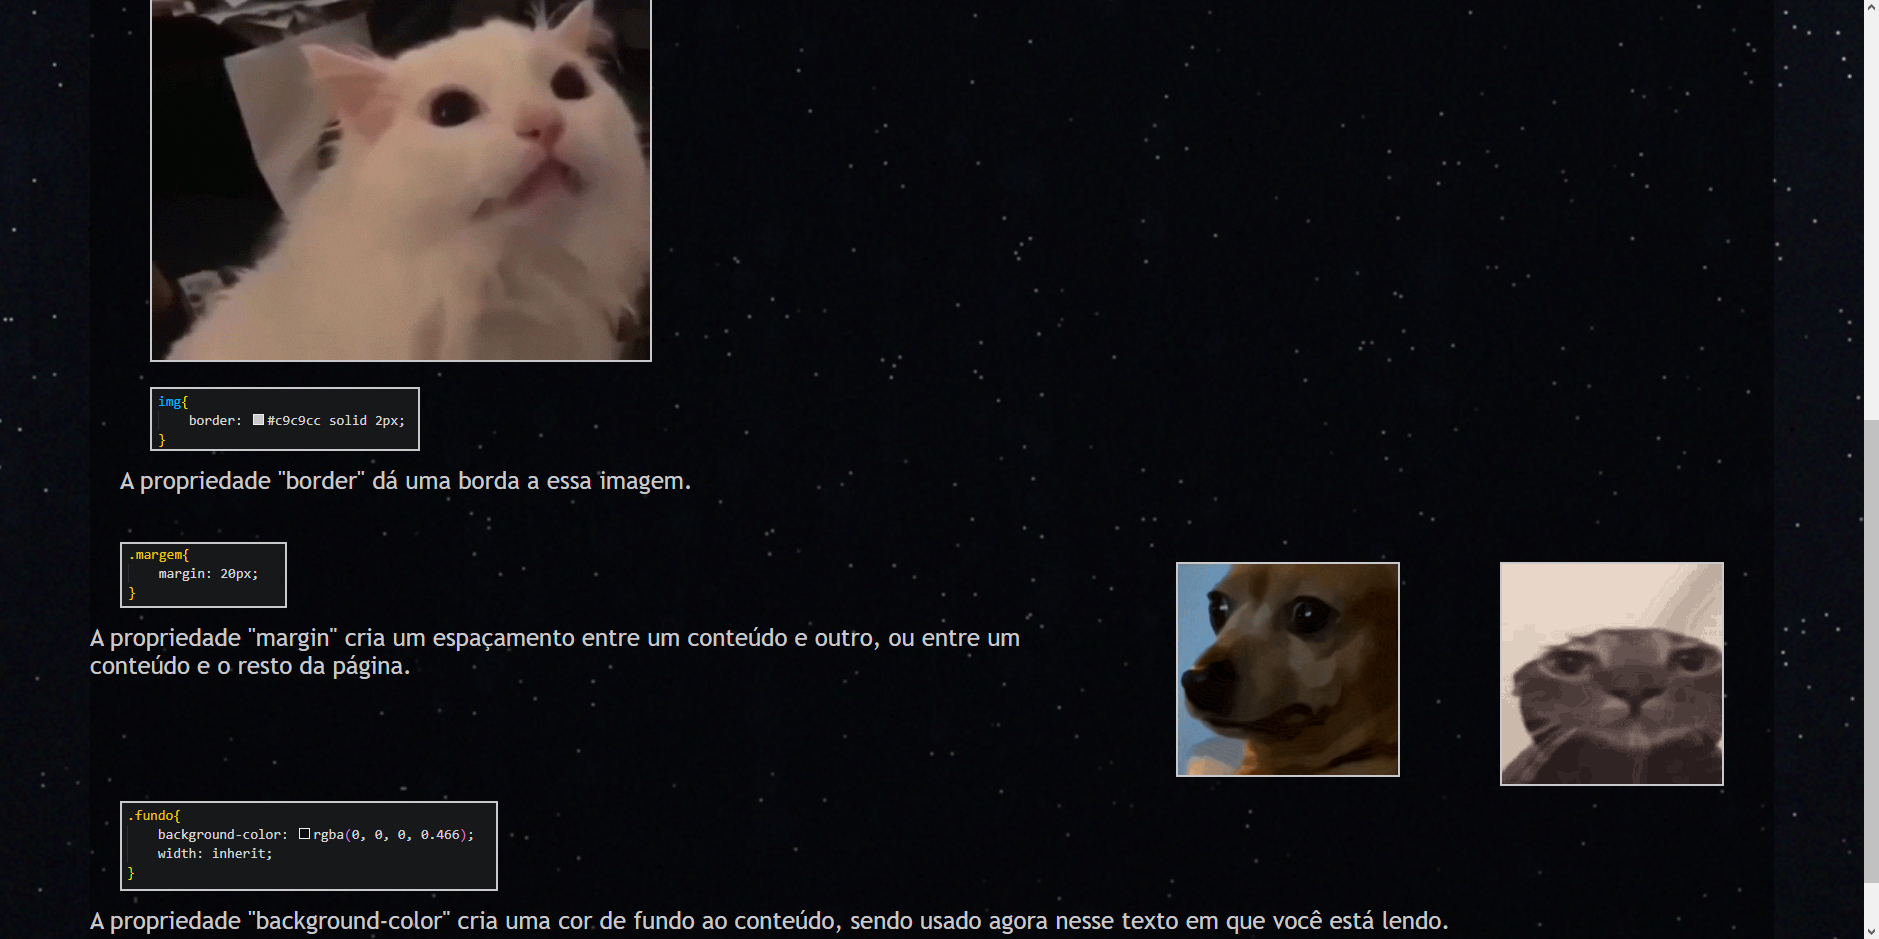 img{
border: #c9c9cc solid 2px;
}
A propriedade "border" dá uma borda a essa imagem.
.margem{
margin: 20px;
}
A propriedade "margin" cria um espaçamento entre um conteúdo e outro, ou entre um
conteúdo e o resto da página.
.fundo{
background-color: rgba(0, 0, 0, 0.466);
width: inherit;
}
A propriedade "background-color" cria uma cor de fundo ao conteúdo, sendo usado agora nesse texto em que você está lendo.